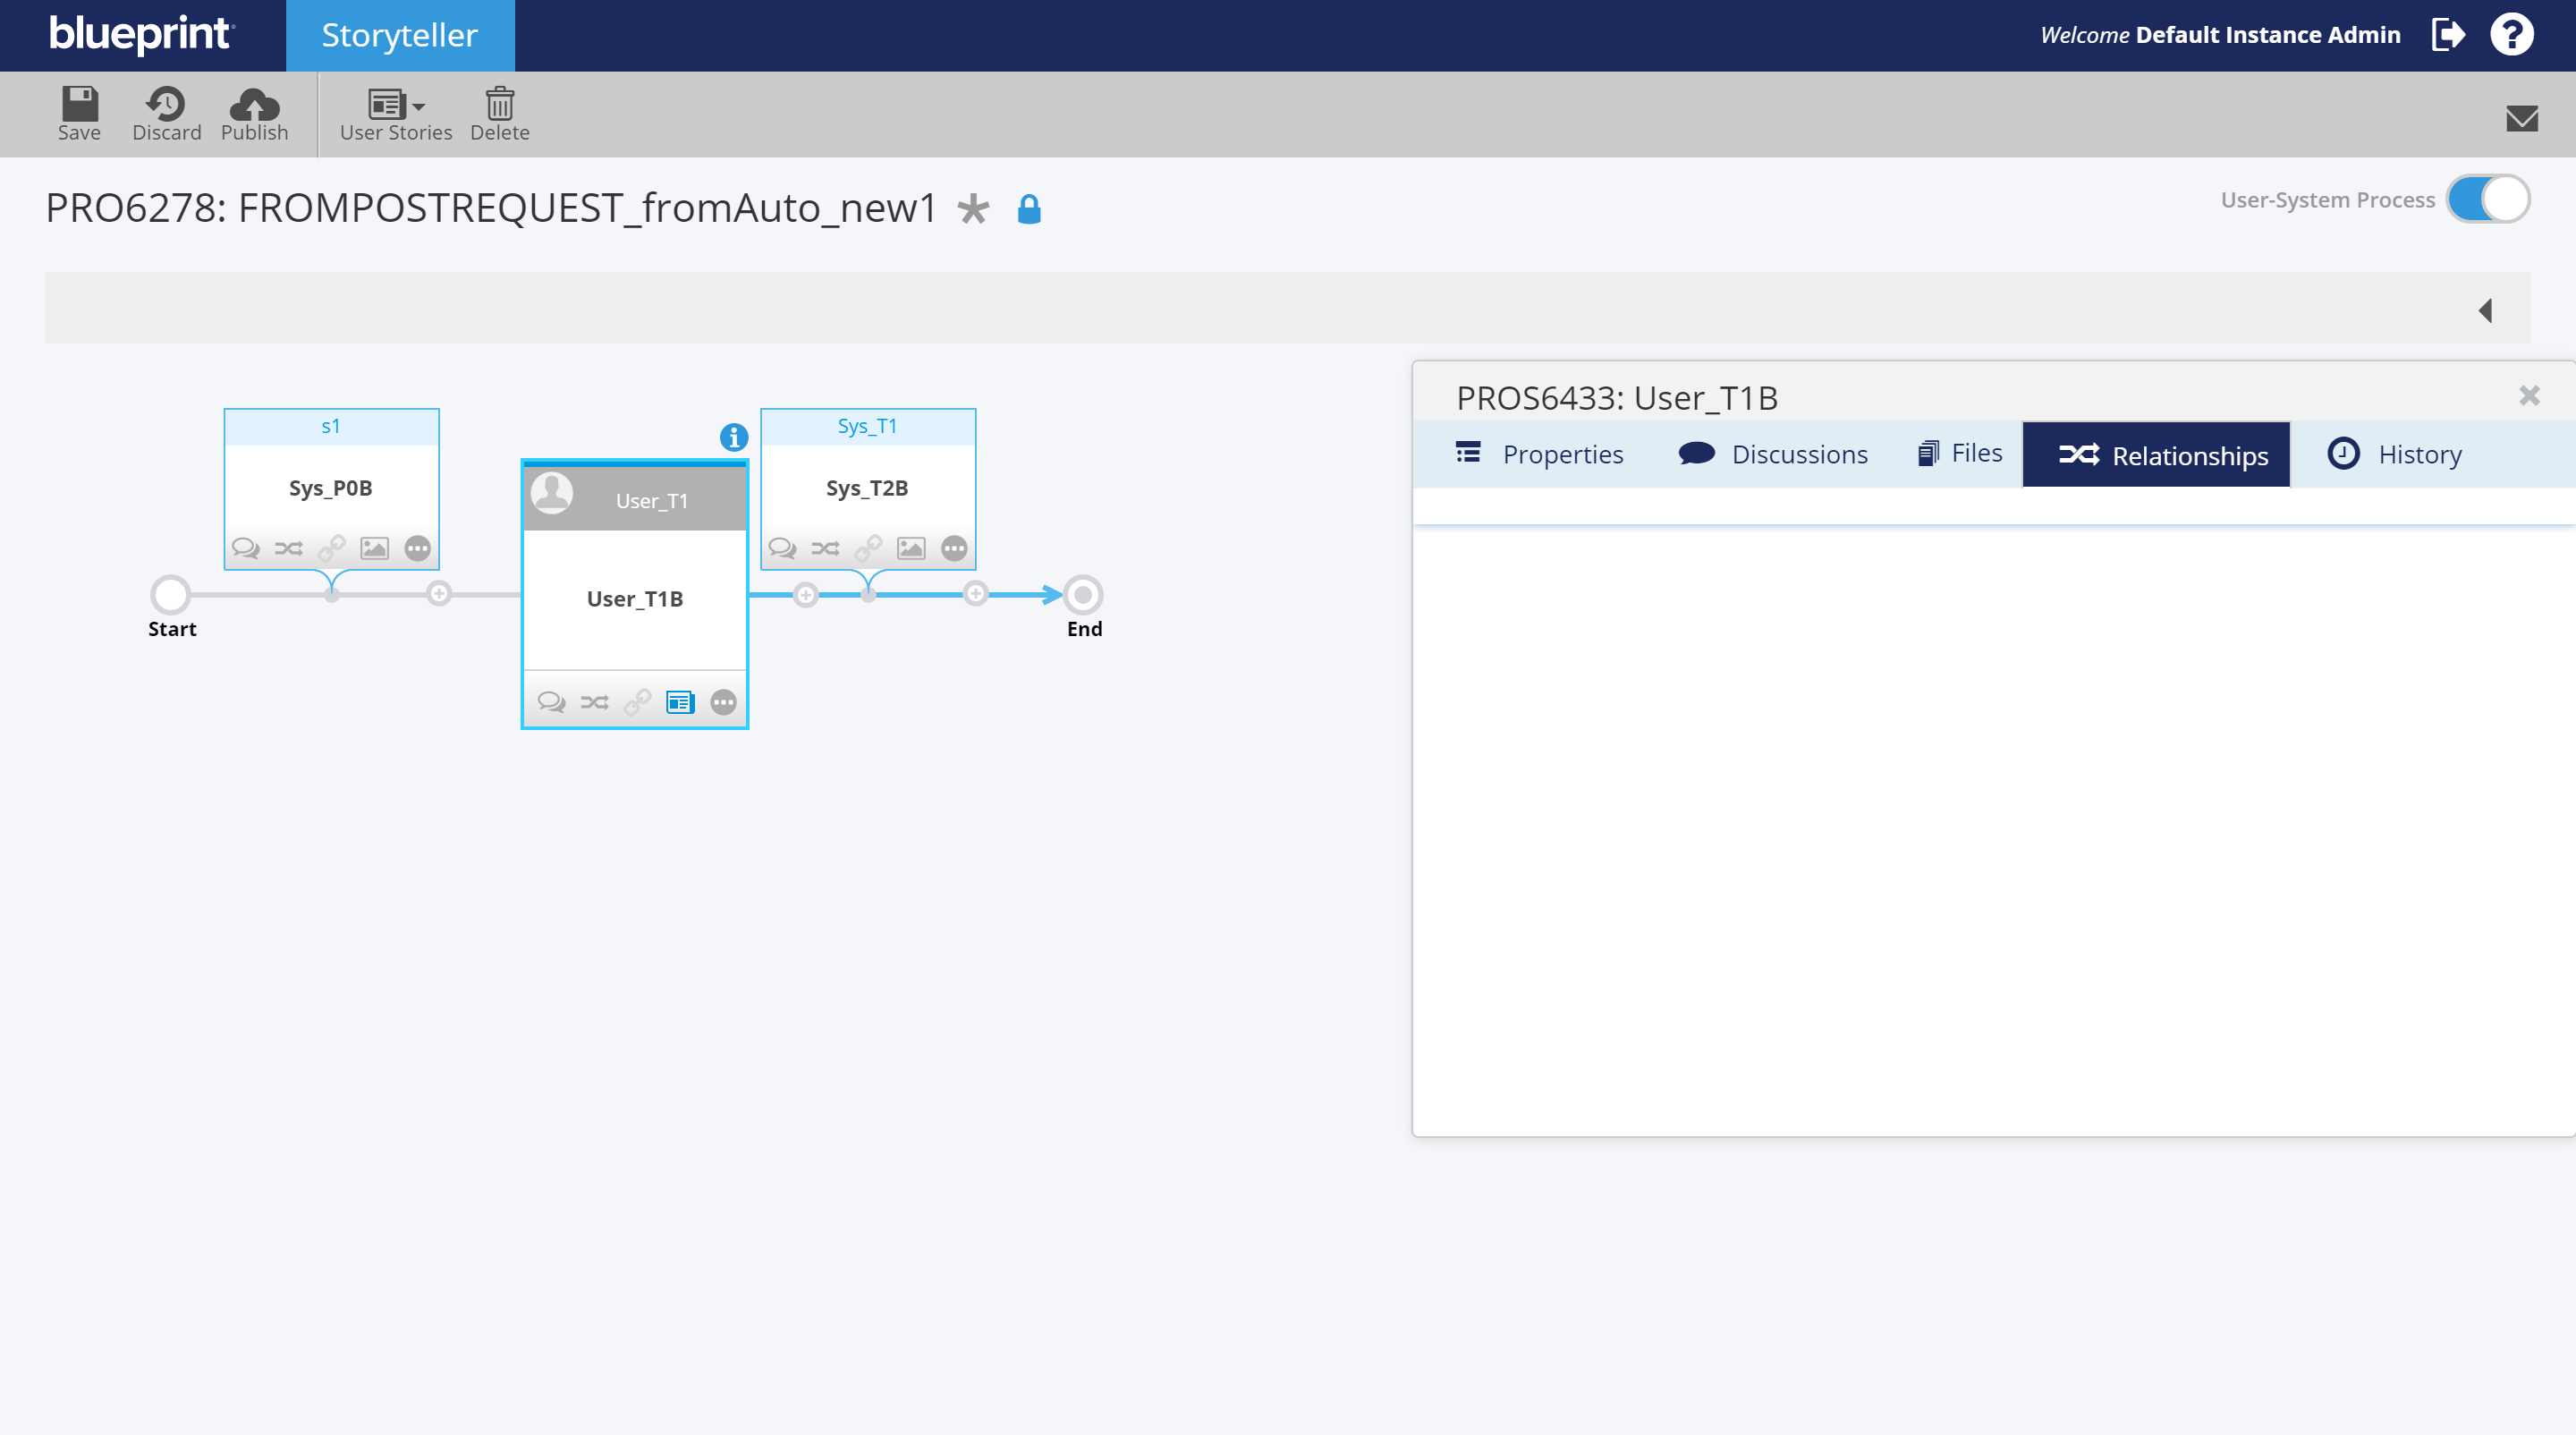 blueprint
Storyteller
Welcome Default Instance Admin
Save
Discard
Publish
User Stories
Delete
PRO6278: FROMPOSTREQUEST_fromAuto_new1 *
User-System Process
PROS6433: User_T1B
Properties
Discussions
Files
Relationships
History
s1
Sys_P0B
User_T1
User_T1B
Sys_T1
Sys_T2B
Start
End